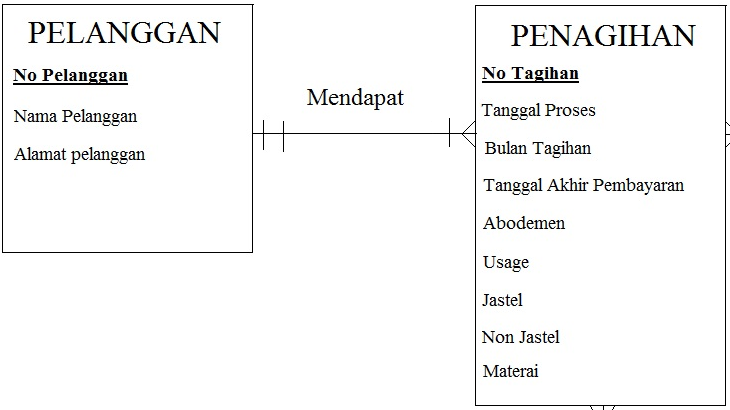 PELANGGAN
No Pelanggan
Nama Pelanggan
Alamat pelanggan
Mendapat
PENAGIHAN
No Tagihan
Tanggal Proses
Bulan Tagihan
Tanggal Akhir Pembayaran
Abodemen
Usage
Jastel
Non Jastel
Materai